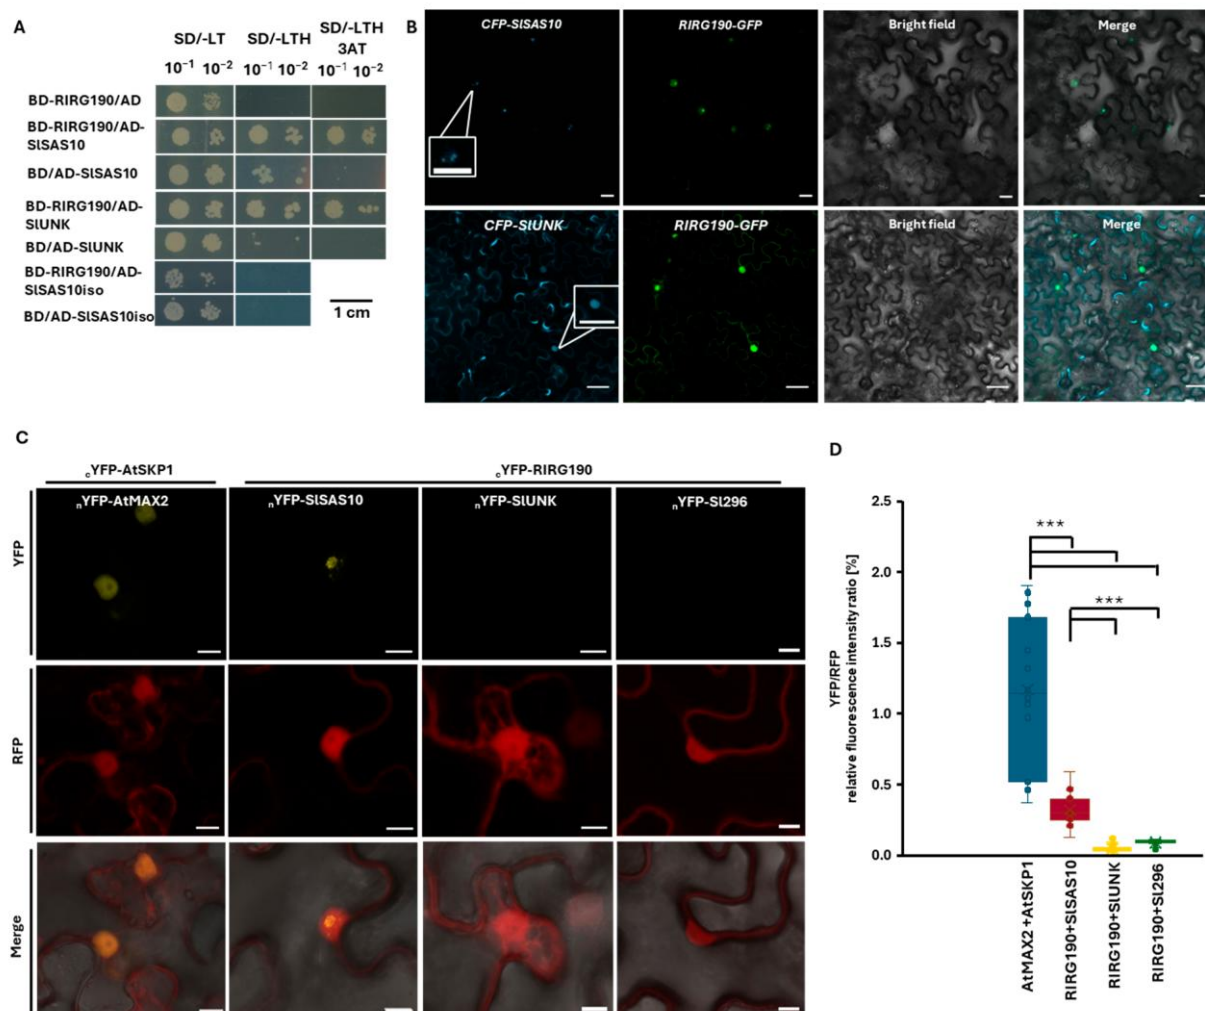 A
SD/-LT SD/-LTH SD/-LTH
3AT
10⁻¹ 10⁻² 10⁻¹ 10⁻² 10⁻¹ 10⁻²
BD-RIRG190/AD
BD-RIRG190/AD-
SlSAS10
BD/AD-SlSAS10
BD-RIRG190/AD-
SlUNK
BD/AD-SlUNK
BD-RIRG190/AD-
SlSAS10iso
BD/AD-SlSAS10iso
1 cm
B
CFP-SlSAS10 RIRG190-GFP Bright field Merge
CFP-SlUNK RIRG190-GFP Bright field Merge
C
cYFP-AtSKP1 cYFP-RIRG190
nYFP-AtMAX2 nYFP-SlSAS10 nYFP-SlUNK nYFP-Sl296
YFP
RFP
Merge
D
YFP/RFP
relative fluorescence intensity ratio [%]
2.5
2.0
1.5
1.0
0.5
0.0
***
***
AtMAX2 +AtSKP1
RIRG190+SlSAS10
RIRG190+SlUNK
RIRG190+Sl296